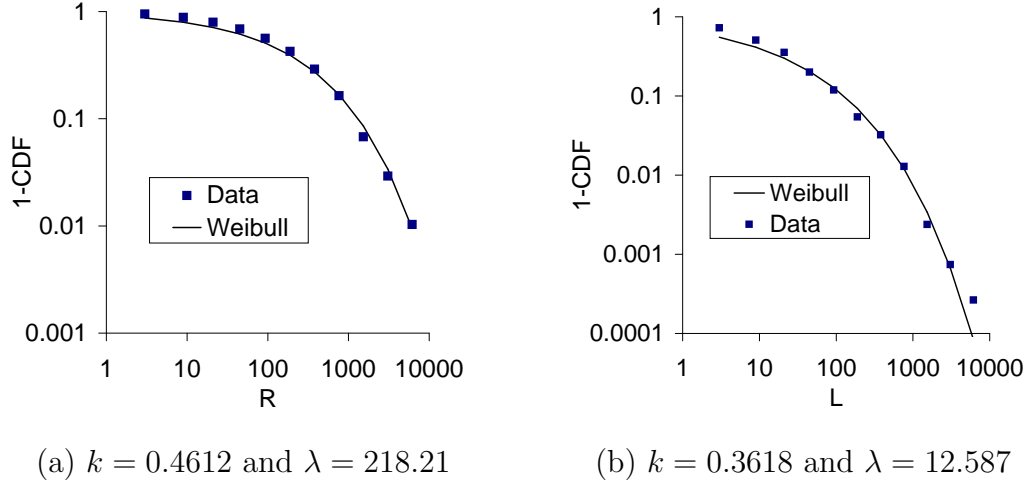 1
0.1
0.01
0.001
1-CDF
Data
Weibull
1 10 100 1000 10000
R
(a) k = 0.4612 and λ = 218.21
1
0.1
0.01
0.001
0.0001
1-CDF
Weibull
Data
1 10 100 1000 10000
L
(b) k = 0.3618 and λ = 12.587